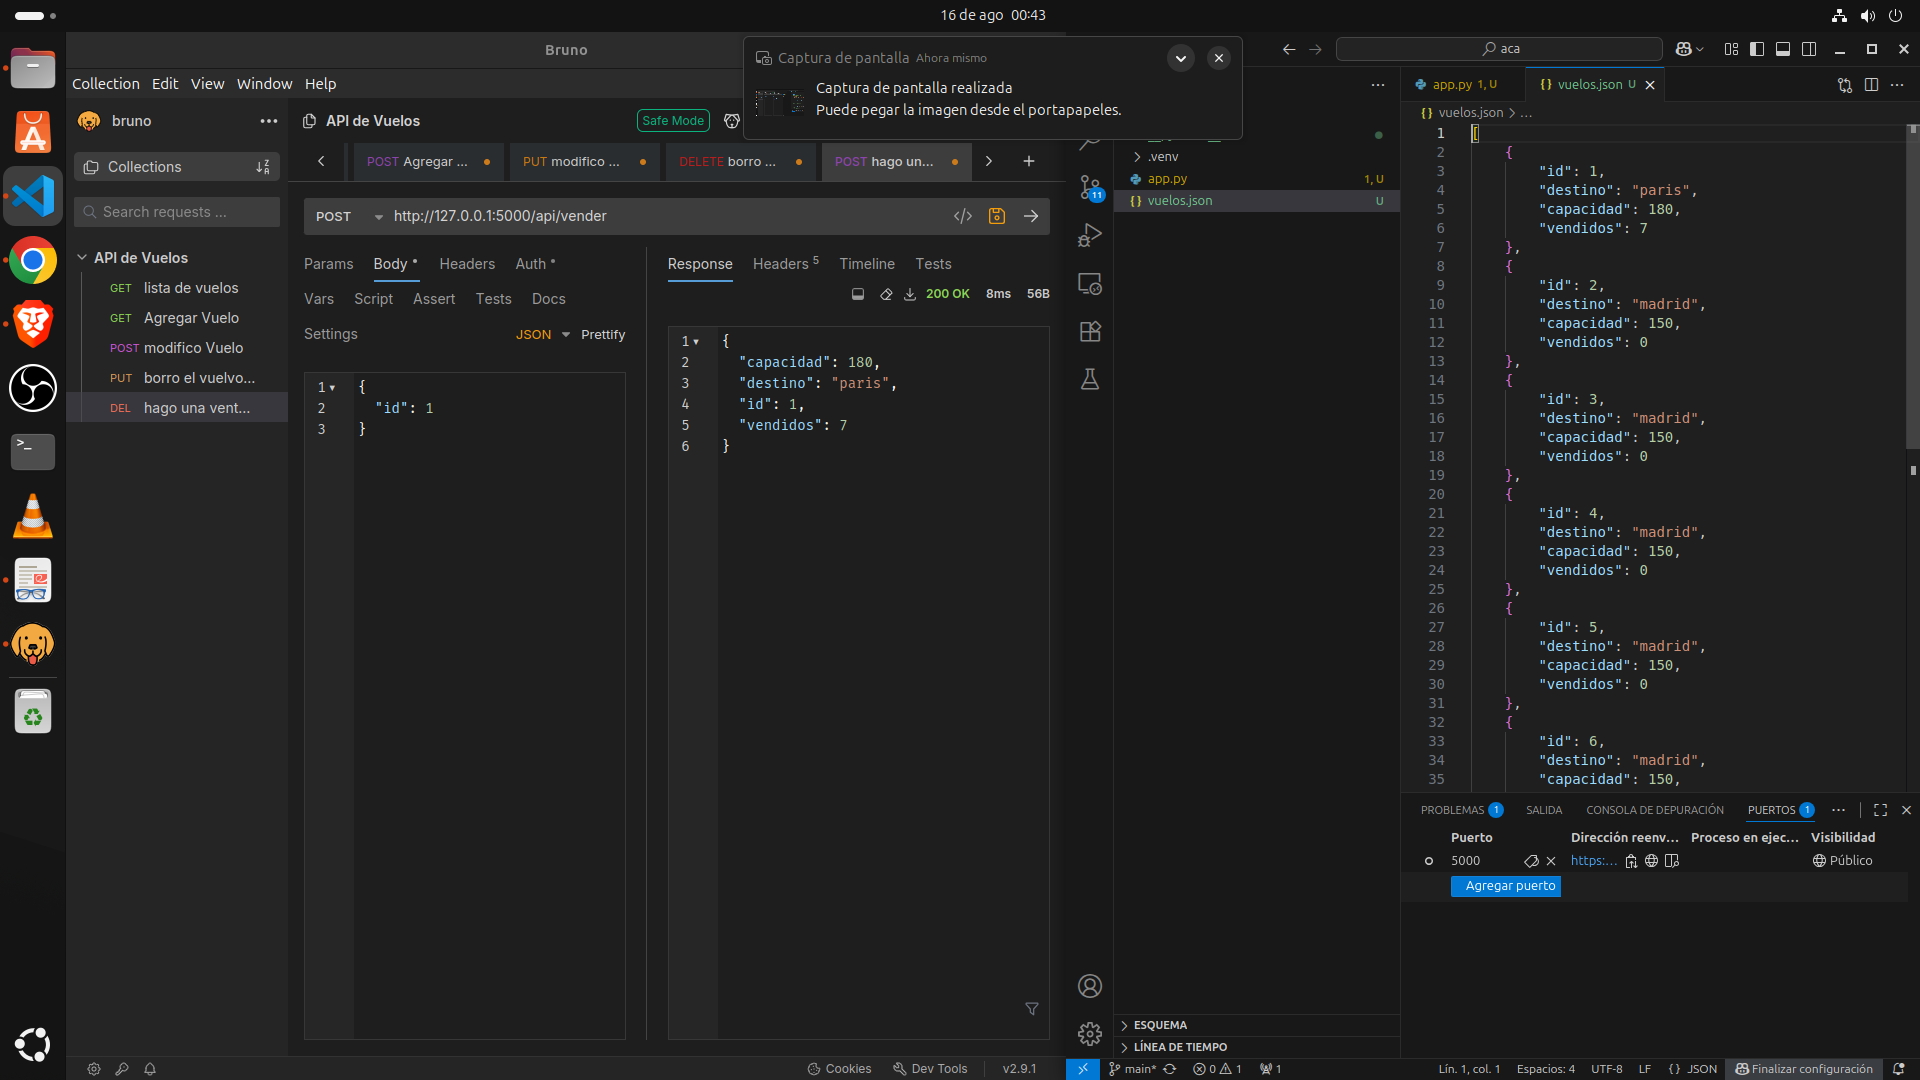 16 de ago 00:43
Bruno
Collection Edit View Window Help
Captura de pantalla Ahora mismo
Captura de pantalla realizada
Puede pegar la imagen desde el portapapeles.
aca
bruno
Collections
Search requests ...
API de Vuelos
GET lista de vuelos
GET Agregar Vuelo
POST modifico Vuelo
PUT borro el vuelvo...
DEL hago una vent...
API de Vuelos
Safe Mode
POST Agregar ...
PUT modifico ...
DELETE borro ...
POST hago un...
POST http://127.0.0.1:5000/api/vender
Params Body Headers Auth
Vars Script Assert Tests Docs
Settings JSON Prettify
1 {
2 "id": 1
3 }
Response Headers 5 Timeline Tests
200 OK 8ms 56B
1 {
2 "capacidad": 180,
3 "destino": "paris",
4 "id": 1,
5 "vendidos": 7
6 }
Cookies Dev Tools v2.9.1
.venv
app.py 1, U
vuelos.json U
11
ESQUEMA
LÍNEA DE TIEMPO
app.py 1, U
vuelos.json U
vuelos.json > ...
1 [
2 {
3 "id": 1,
4 "destino": "paris",
5 "capacidad": 180,
6 "vendidos": 7
7 },
8 {
9 "id": 2,
10 "destino": "madrid",
11 "capacidad": 150,
12 "vendidos": 0
13 },
14 {
15 "id": 3,
16 "destino": "madrid",
17 "capacidad": 150,
18 "vendidos": 0
19 },
20 {
21 "id": 4,
22 "destino": "madrid",
23 "capacidad": 150,
24 "vendidos": 0
25 },
26 {
27 "id": 5,
28 "destino": "madrid",
29 "capacidad": 150,
30 "vendidos": 0
31 },
32 {
33 "id": 6,
34 "destino": "madrid",
35 "capacidad": 150,
PROBLEMAS 1 SALIDA CONSOLA DE DEPURACIÓN PUERTOS 1
Puerto Dirección reenv... Proceso en ejec... Visibilidad
5000 https:... Público
Agregar puerto
main* 0 1 1
Lín. 1, col. 1 Espacios: 4 UTF-8 LF {} JSON Finalizar configuración